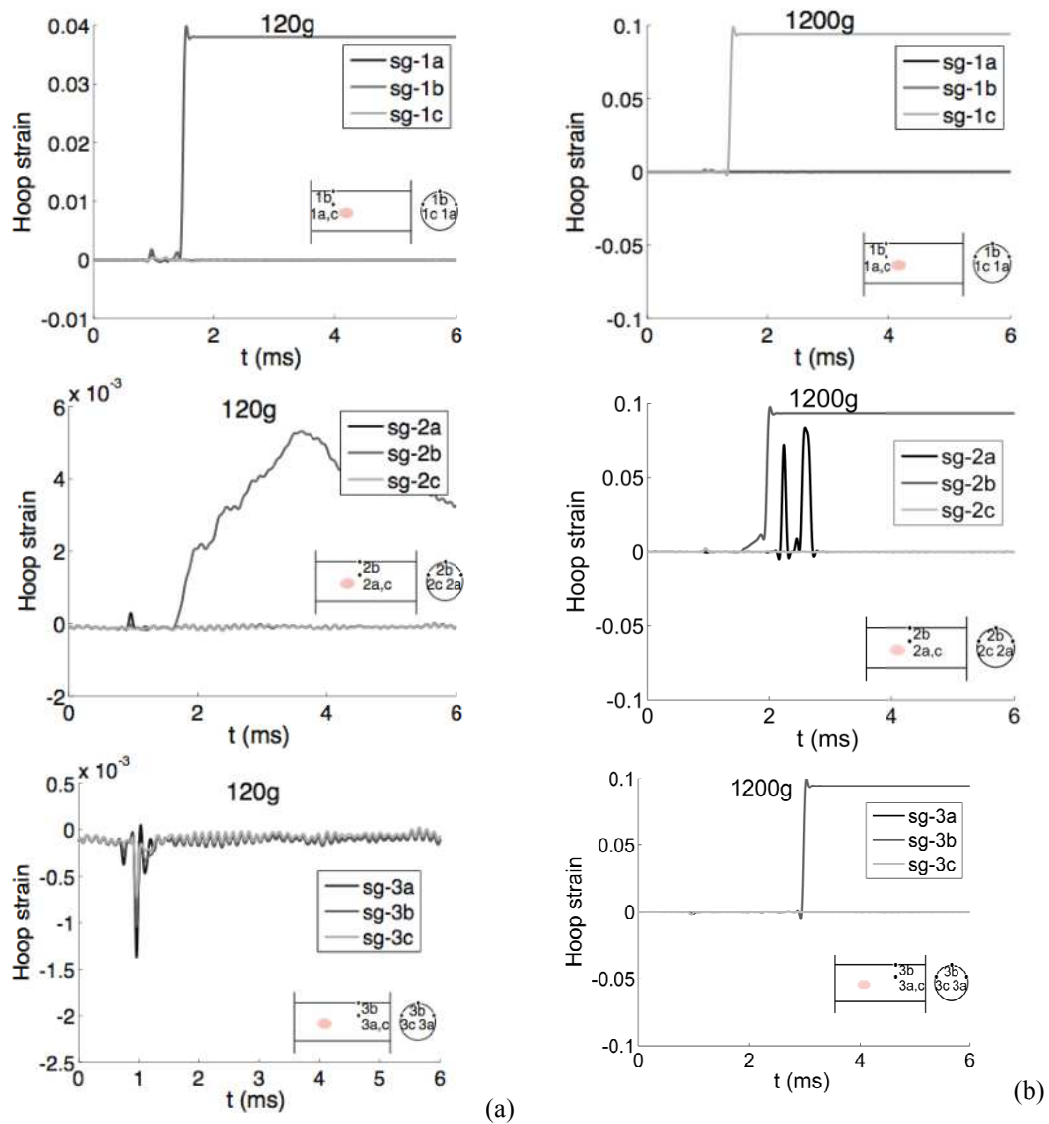 120g
0.04
0.03
0.02
0.01
0
-0.01
Hoop strain
sg-1a
sg-1b
sg-1c
1b
1a,c
1b
1c 1a
0 2 4 6
t (ms)
1200g
0.1
0.05
0
-0.05
-0.1
Hoop strain
sg-1a
sg-1b
sg-1c
1b
1a,c
1b
1c 1a
0 2 4 6
t (ms)
x 10⁻³
120g
6
4
2
0
-2
Hoop strain
sg-2a
sg-2b
sg-2c
2b
2a,c
2b
2c 2a
0 2 4 6
t (ms)
1200g
0.1
0.05
0
-0.05
-0.1
Hoop strain
sg-2a
sg-2b
sg-2c
2b
2a,c
2b
2c 2a
0 2 4 6
t (ms)
x 10⁻³
120g
0.5
0
-0.5
-1
-1.5
-2
-2.5
Hoop strain
sg-3a
sg-3b
sg-3c
3b
3a,c
3b
3c 3a
0 1 2 3 4 5 6
t (ms)
(a)
1200g
0.1
0.05
0
-0.05
-0.1
Hoop strain
sg-3a
sg-3b
sg-3c
3b
3a,c
3b
3c 3a
0 2 4 6
t (ms)
(b)